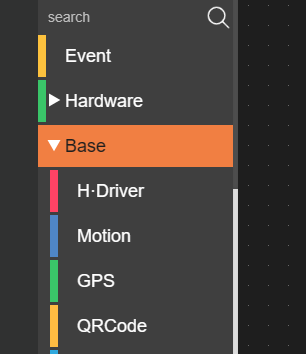 search
Event
Hardware
Base
H·Driver
Motion
GPS
QRCode